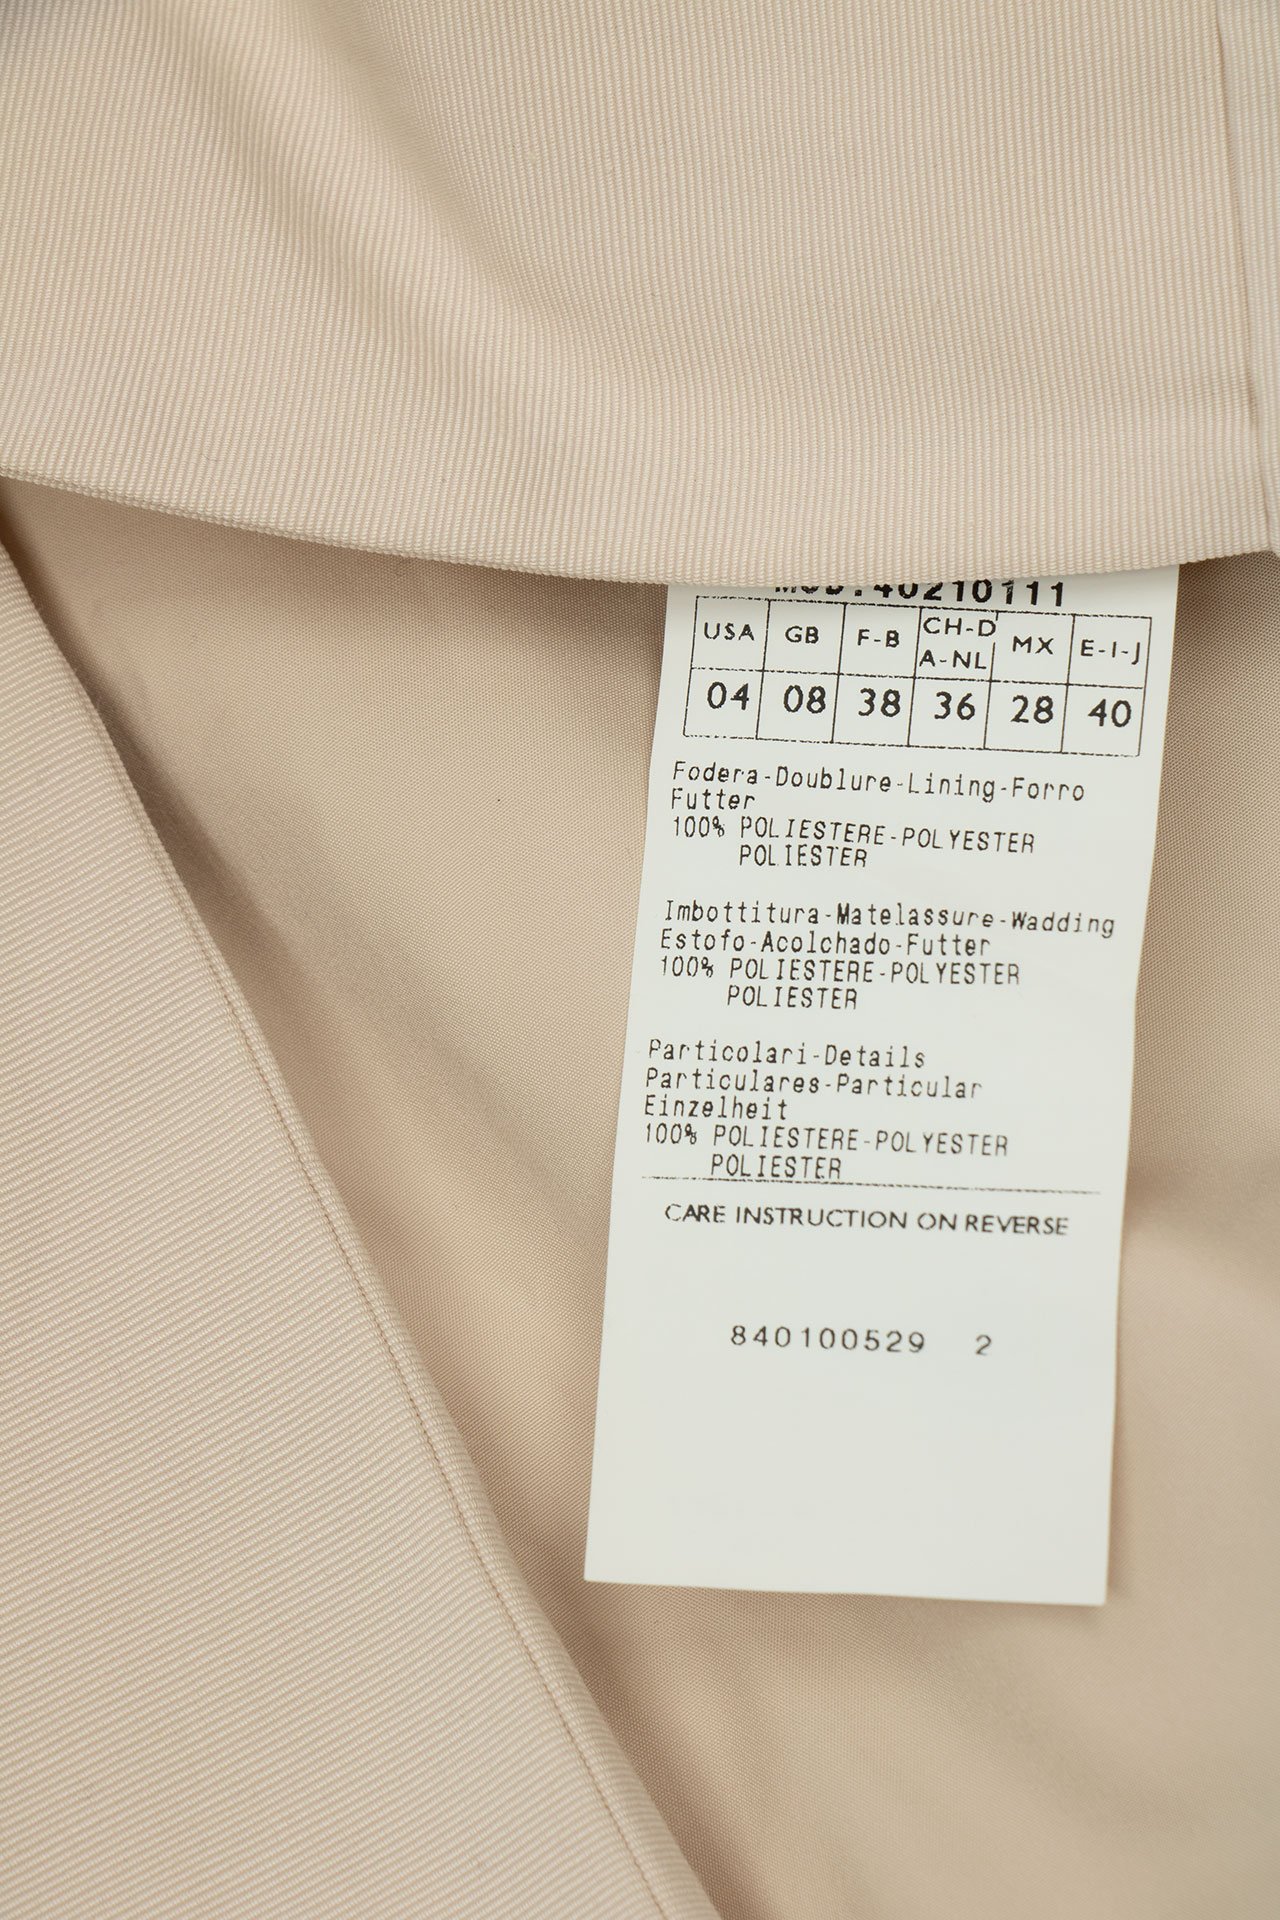 MOD.40210111
USA GB F-B CH-D A-NL MX E-I-J
04 08 38 36 28 40
Fodera-Doublure-Lining-Forro
Futter
100% POLIESTERE-POLYESTER
POLIESTER
Imbottitura-Matelassure-Wadding
Estofo-Acolchado-Futter
100% POLIESTERE-POLYESTER
POLIESTER
Particolari-Details
Particulares-Particular
Einzelheit
100% POLIESTERE-POLYESTER
POLIESTER
CARE INSTRUCTION ON REVERSE
840100529 2